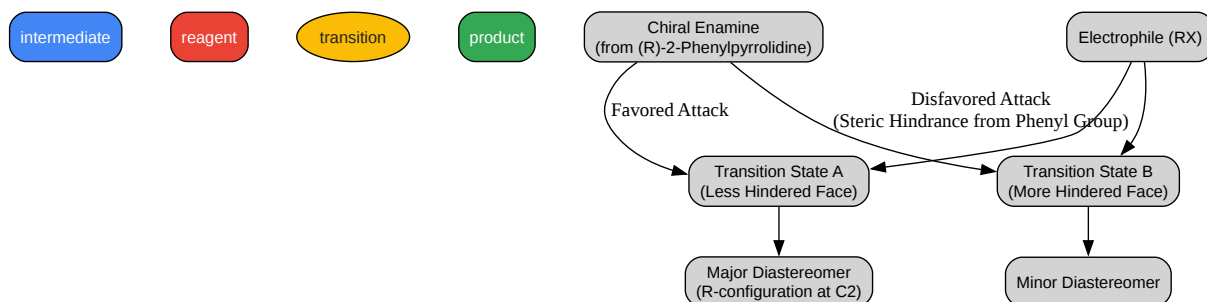 intermediate
reagent
transition
product
Chiral Enamine
(from (R)-2-Phenylpyrrolidine)
Electrophile (RX)
Favored Attack
Disfavored Attack
(Steric Hindrance from Phenyl Group)
Transition State A
(Less Hindered Face)
Transition State B
(More Hindered Face)
Major Diastereomer
(R-configuration at C2)
Minor Diastereomer